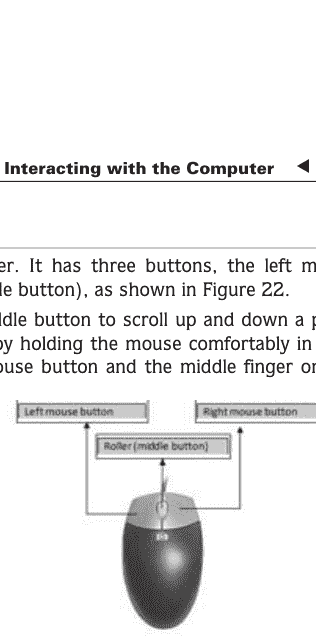 Interacting with the Computer ◄
er. It has three buttons, the left m
le button), as shown in Figure 22.
ddle button to scroll up and down a p
by holding the mouse comfortably in
ouse button and the middle finger or
Left mouse button
Right mouse button
Roller (middle button)